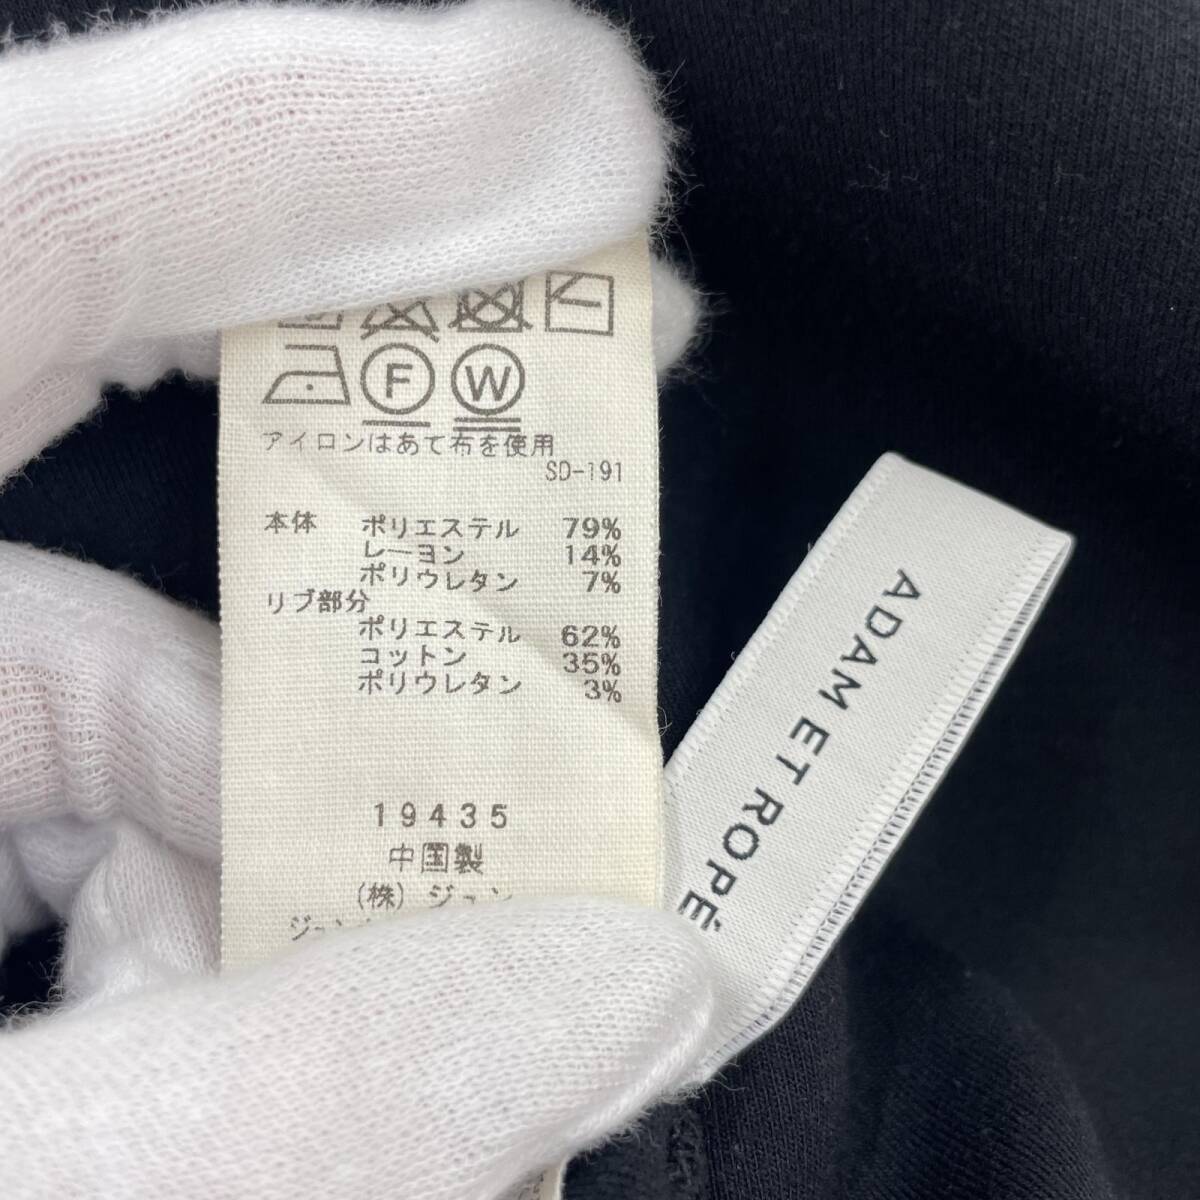 F W
アイロンはあて布を使用
SD-191
本体 ポリエステル 79%
レーヨン 14%
ポリウレタン 7%
リブ部分
ポリエステル 62%
コットン 35%
ポリウレタン 3%
19435
中国製
(株)ジュン
ADAM ET ROPÉ